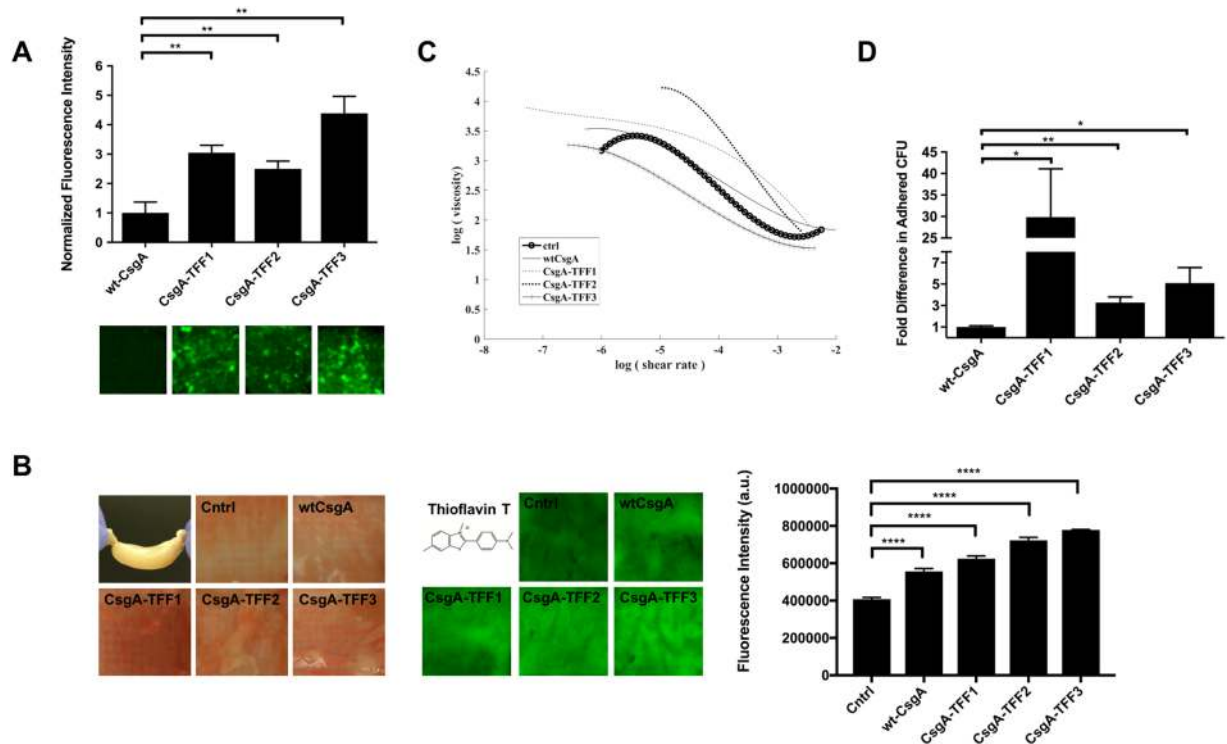 A
**
**
**
Normalized Fluorescence Intensity
6
5
4
3
2
1
0
wt-CsgA
CsgA-TFF1
CsgA-TFF2
CsgA-TFF3
C
log ( viscosity)
4.5
4
3.5
3
2.5
2
1.5
1
0.5
0
ctrl
wtCsgA
CsgA-TFF1
CsgA-TFF2
CsgA-TFF3
-8
-7
-6
-5
-4
-3
-2
log ( shear rate )
D
*
**
*
Fold Difference in Adhered CFU
45
40
35
30
25
7
5
3
1
wt-CsgA
CsgA-TFF1
CsgA-TFF2
CsgA-TFF3
B
Cntrl
wtCsgA
CsgA-TFF1
CsgA-TFF2
CsgA-TFF3
Thioflavin T
Cntrl
wtCsgA
CsgA-TFF1
CsgA-TFF2
CsgA-TFF3
****
****
****
****
Fluorescence Intensity (a.u.)
1000000
800000
600000
400000
200000
0
Cntrl
wt-CsgA
CsgA-TFF1
CsgA-TFF2
CsgA-TFF3